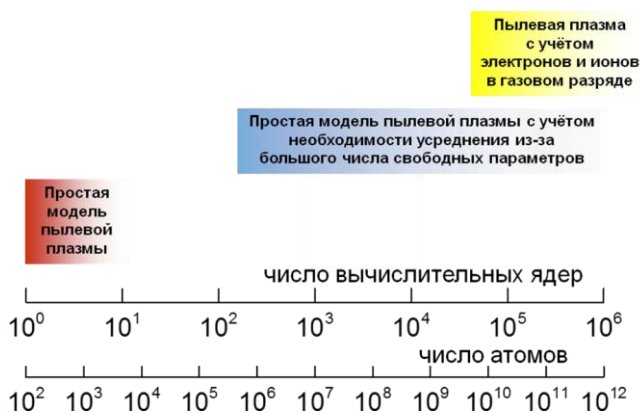 Пылевая плазма
с учётом
электронов и ионов
в газовом разряде
Простая модель пылевой плазмы с учётом
необходимости усреднения из-за
большого числа свободных параметров
Простая
модель
пылевой
плазмы
число вычислительных ядер
10⁰ 10¹ 10² 10³ 10⁴ 10⁵ 10⁶
число атомов
10² 10³ 10⁴ 10⁵ 10⁶ 10⁷ 10⁸ 10⁹ 10¹⁰ 10¹¹ 10¹²